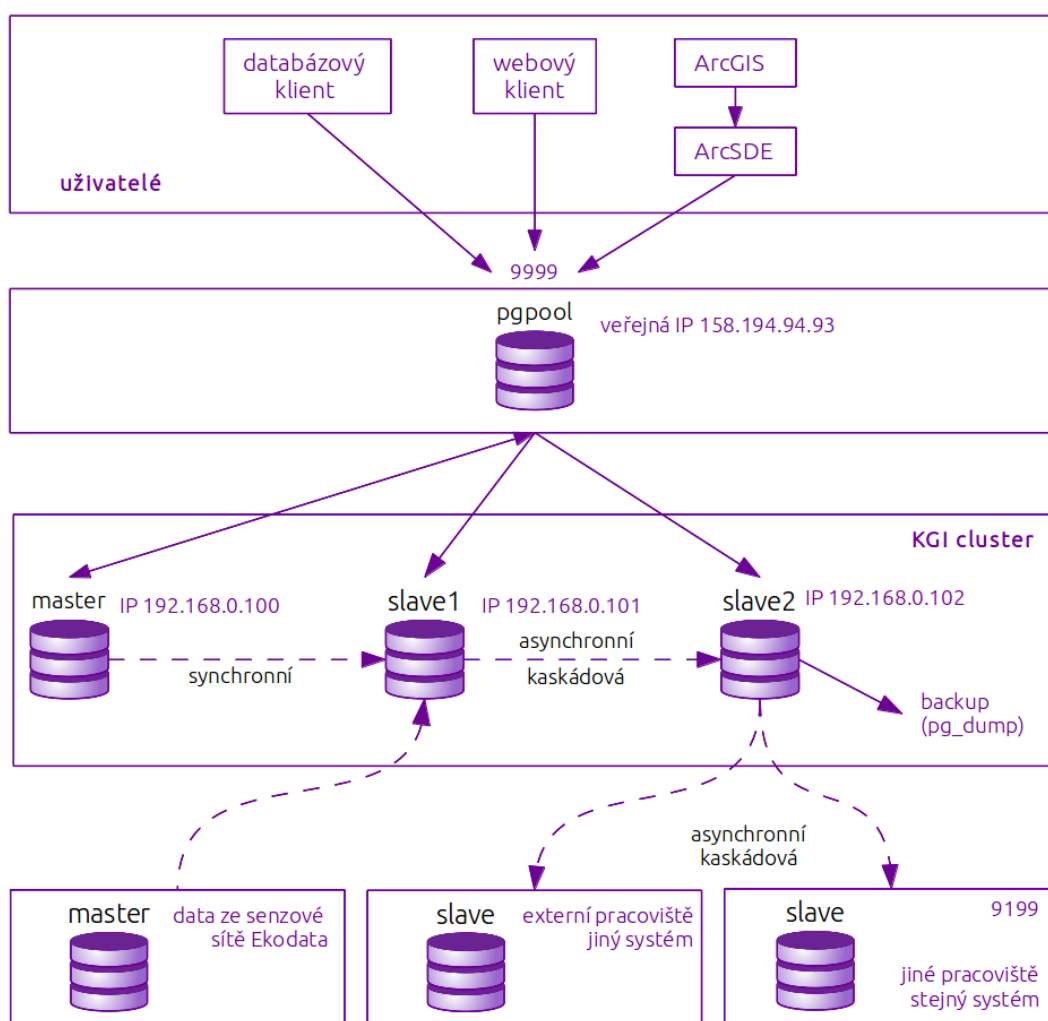 databázový
klient
webový
klient
ArcGIS
ArcSDE
uživatelé
9999
pgpool
veřejná IP 158.194.94.93
KGI cluster
master
IP 192.168.0.100
slave1
IP 192.168.0.101
slave2
IP 192.168.0.102
synchronní
asynchronní
kaskádová
backup
(pg_dump)
asynchronní
kaskádová
master
data ze senzové
sítě Ekodata
slave
externí pracoviště
jiný systém
slave
9199
jiné pracoviště
stejný systém